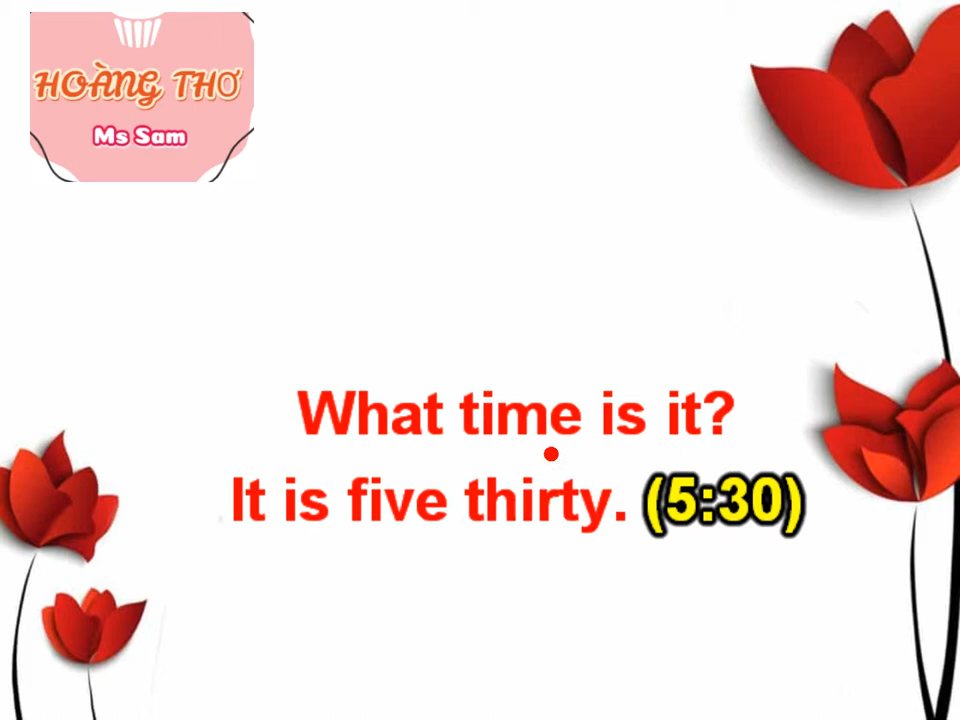 HOÀNG THƠ
Ms Sam
What time is it?
It is five thirty. (5:30)